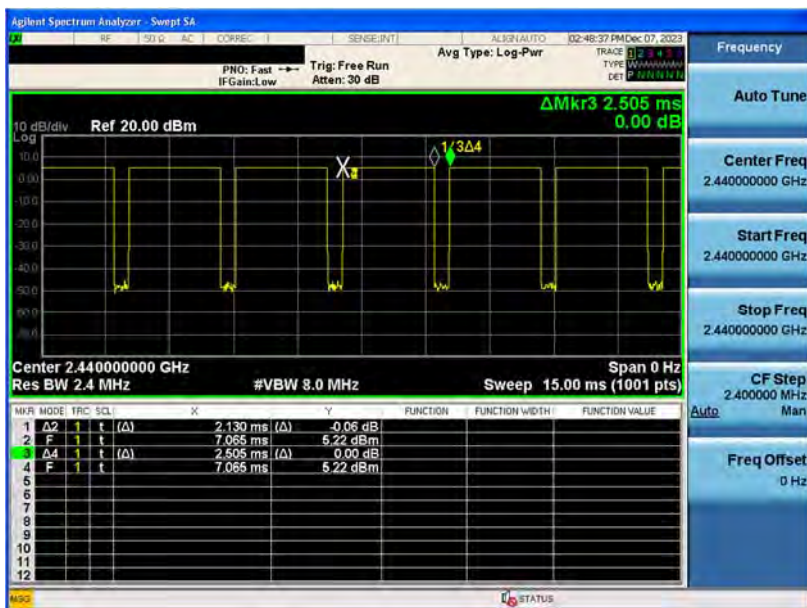 Agilent Spectrum Analyzer - Swept SA
RF 50 Ω AC CORREC SENSE:INT ALIGNAUTO 02:48:37 PM Dec 07, 2023
PNO: Fast
IFGain:Low
Trig: Free Run
Atten: 30 dB
Avg Type: Log-Pwr
TRACE 1 2 3 4 5 6
TYPE
DET P N N N N N
ΔMkr3 2.505 ms
0.00 dB
10 dB/div Ref 20.00 dBm
Log
10.0
0.00
-10.0
-20.0
-30.0
-40.0
1/3Δ4
Center 2.440000000 GHz Span 0 Hz
Res BW 2.4 MHz #VBW 8.0 MHz Sweep 15.00 ms (1001 pts)
MKR MODE TRC SCL X Y FUNCTION FUNCTION WIDTH FUNCTION VALUE
1 Δ2 1 t (Δ) 2.130 ms (Δ) -0.06 dB
2 F 1 t 7.065 ms 5.22 dBm
3 Δ4 1 t (Δ) 2.505 ms (Δ) 0.00 dB
4 F 1 t 7.065 ms 5.22 dBm
5
6
7
8
9
10
11
12
MSG STATUS
Frequency
Auto Tune
Center Freq
2.440000000 GHz
Start Freq
2.440000000 GHz
Stop Freq
2.440000000 GHz
CF Step
2.400000 MHz
Auto Man
Freq Offset
0 Hz